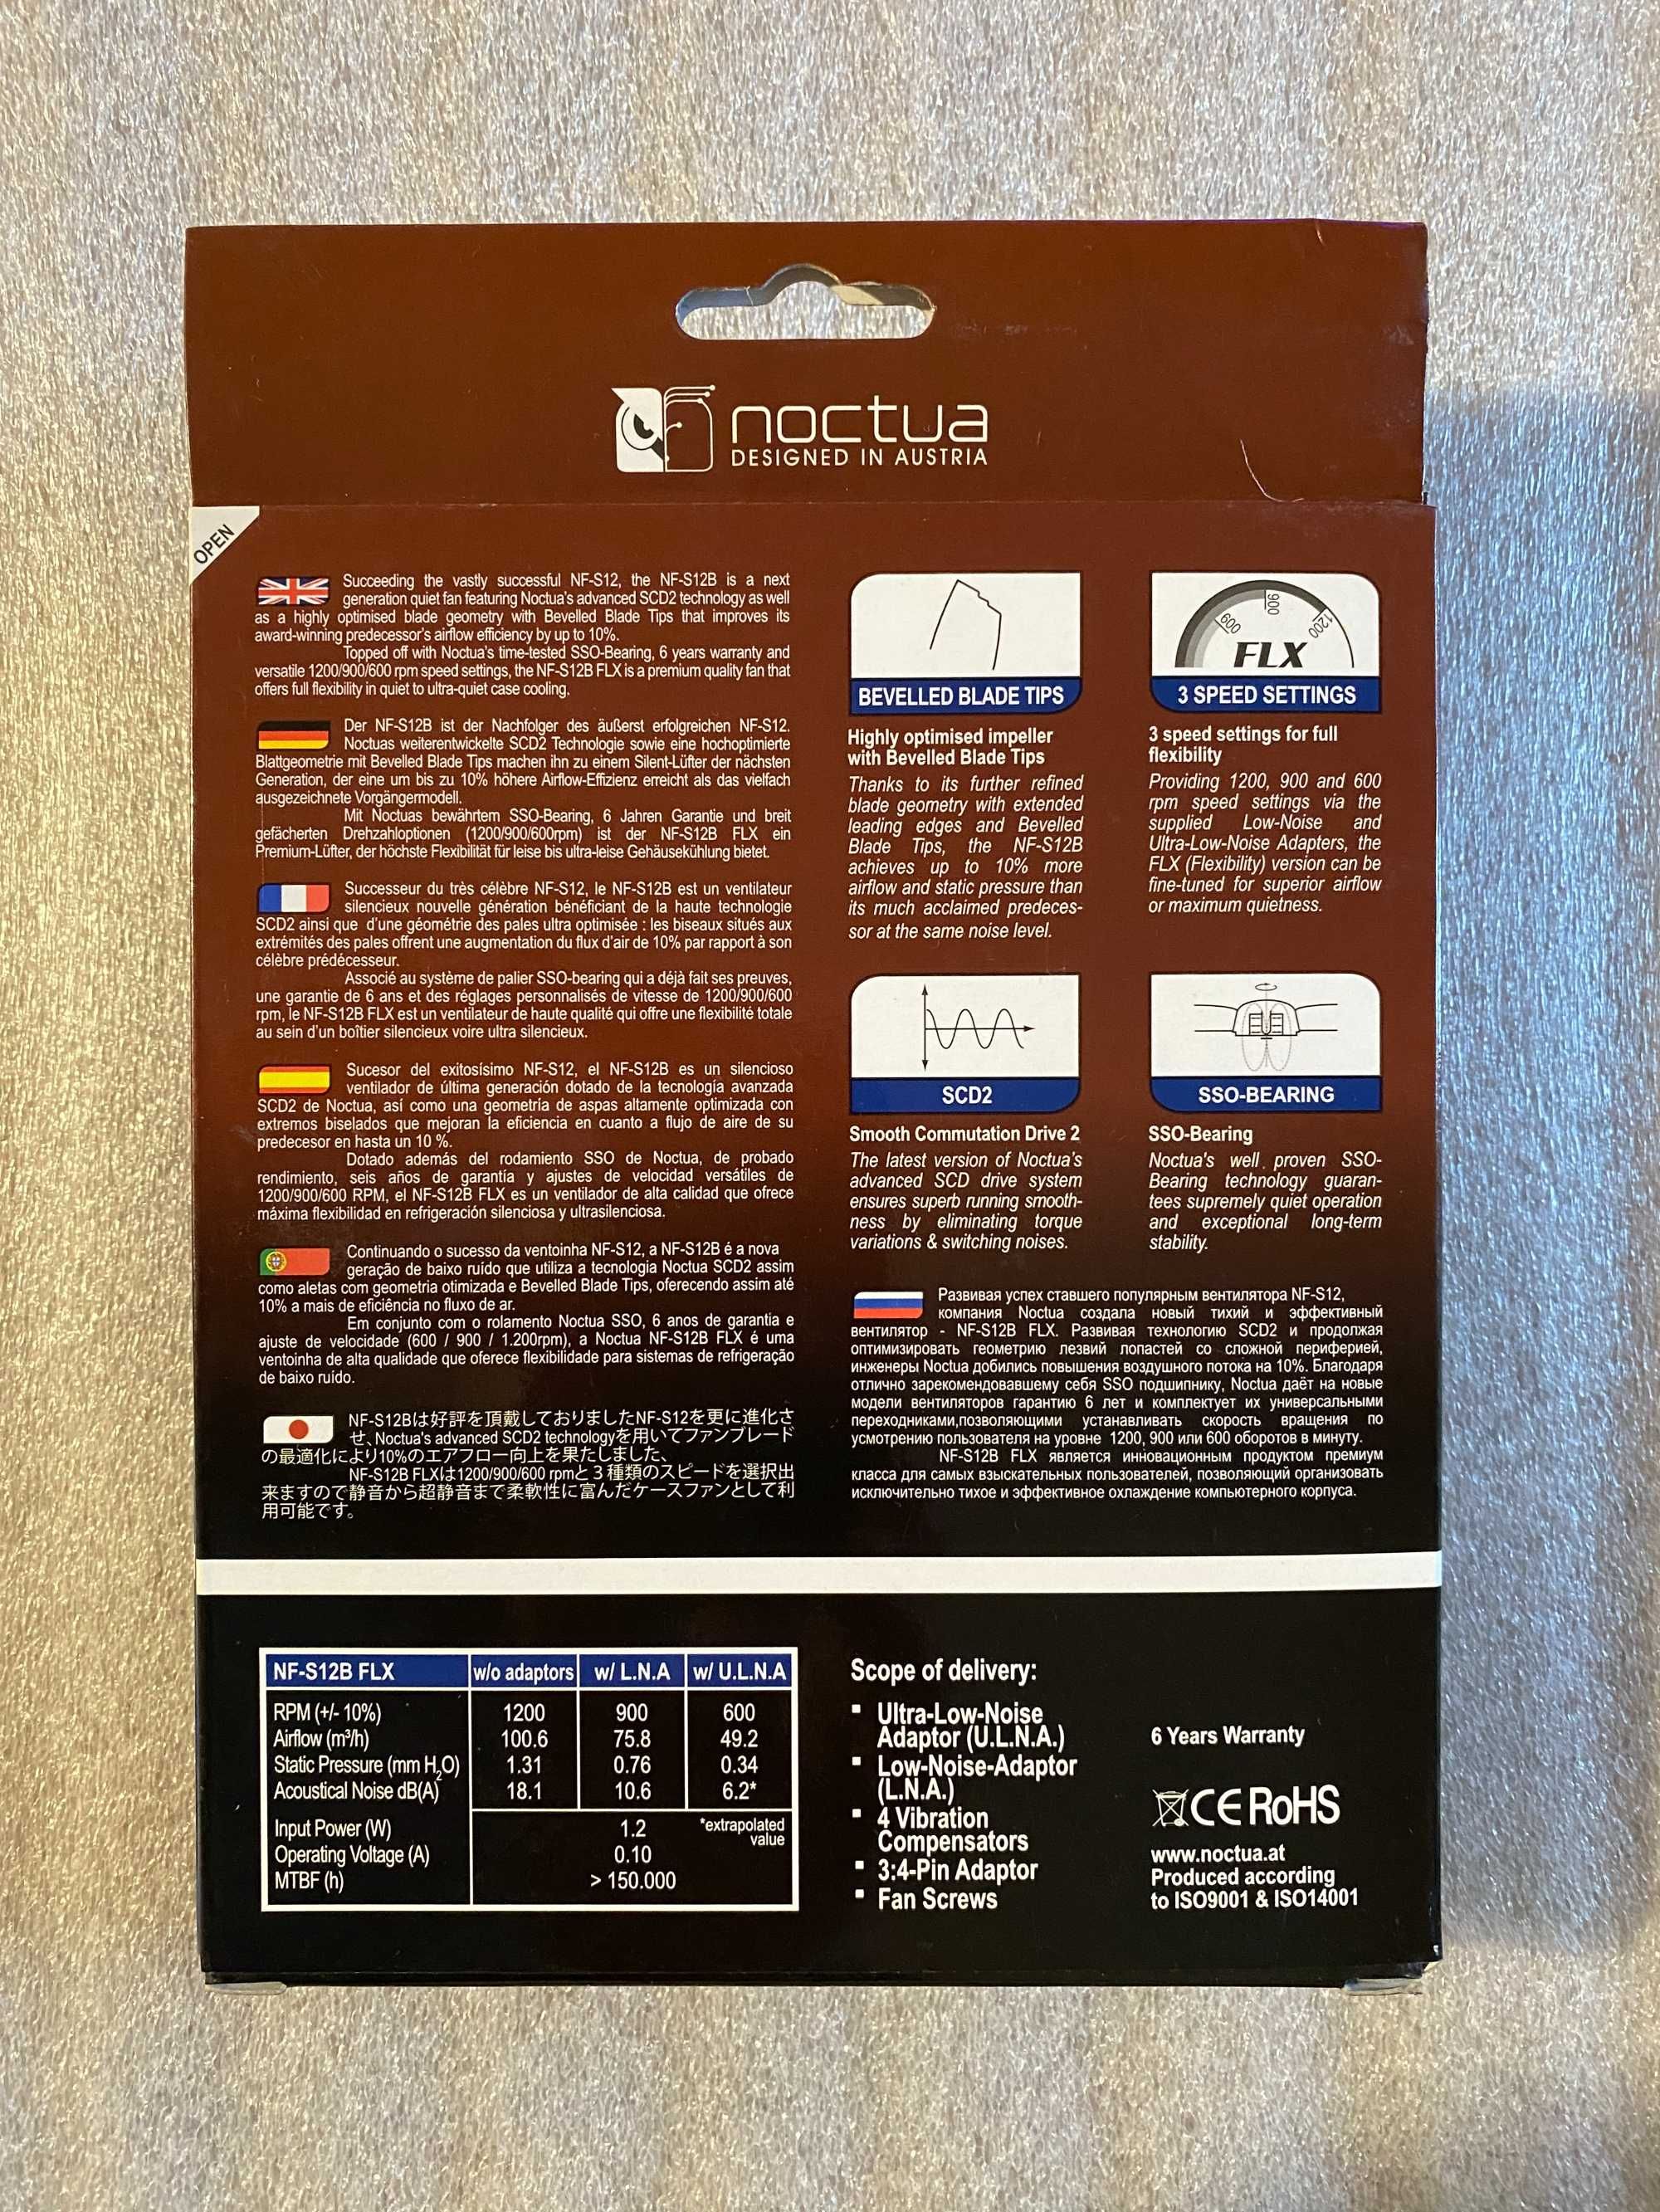 noctua
DESIGNED IN AUSTRIA
OPEN
Succeeding the vastly successful NF-S12, the NF-S12B is a next
generation quiet fan featuring Noctua's advanced SCD2 technology as well
as a highly optimised blade geometry with Bevelled Blade Tips that improves its
award-winning predecessor's airflow efficiency by up to 10%.
Topped off with Noctua's time-tested SSO-Bearing, 6 years warranty and
versatile 1200/900/600 rpm speed settings, the NF-S12B FLX is a premium quality fan that
offers full flexibility in quiet to ultra-quiet case cooling.
Der NF-S12B ist der Nachfolger des äußerst erfolgreichen NF-S12.
Noctuas weiterentwickelte SCD2 Technologie sowie eine hochoptimierte
Blattgeometrie mit Bevelled Blade Tips machen ihn zu einem Silent-Lüfter der nächsten
Generation, der eine um bis zu 10% höhere Airflow-Effizienz erreicht als das vielfach
ausgezeichnete Vorgängermodell.
Mit Noctuas bewährtem SSO-Bearing, 6 Jahren Garantie und breit
gefächerten Drehzahloptionen (1200/900/600rpm) ist der NF-S12B FLX ein
Premium-Lüfter, der höchste Flexibilität für leise bis ultra-leise Gehäusekühlung bietet.
Successeur du très célèbre NF-S12, le NF-S12B est un ventilateur
silencieux nouvelle génération bénéficiant de la haute technologie
SCD2 ainsi que d'une géométrie des pales ultra optimisée : les biseaux situés aux
extrémités des pales offrent une augmentation du flux d'air de 10% par rapport à son
célèbre prédécesseur.
Associé au système de palier SSO-bearing qui a déjà fait ses preuves,
une garantie de 6 ans et des réglages personnalisés de vitesse de 1200/900/600
rpm, le NF-S12B FLX est un ventilateur de haute qualité qui offre une flexibilité totale
au sein d'un boîtier silencieux voire ultra silencieux.
Sucesor del exitosísimo NF-S12, el NF-S12B es un silencioso
ventilador de última generación dotado de la tecnología avanzada
SCD2 de Noctua, así como una geometría de aspas altamente optimizada con
extremos biselados que mejoran la eficiencia en cuanto a flujo de aire de su
predecesor en hasta un 10 %.
Dotado además del rodamiento SSO de Noctua, de probado
rendimiento, seis años de garantía y ajustes de velocidad versátiles de
1200/900/600 RPM, el NF-S12B FLX es un ventilador de alta calidad que ofrece
máxima flexibilidad en refrigeración silenciosa y ultrasilenciosa.
Continuando o sucesso da ventoinha NF-S12, a NF-S12B é a nova
geração de baixo ruído que utiliza a tecnologia Noctua SCD2 assim
como aletas com geometria otimizada e Bevelled Blade Tips, oferecendo assim até
10% a mais de eficiência no fluxo de ar.
Em conjunto com o rolamento Noctua SSO, 6 anos de garantia e
ajuste de velocidade (600 / 900 / 1.200rpm), a Noctua NF-S12B FLX é uma
ventoinha de alta qualidade que oferece flexibilidade para sistemas de refrigeração
de baixo ruído.
NF-S12Bは好評を頂戴しておりましたNF-S12を更に進化さ
せ、Noctua's advanced SCD2 technologyを用いてファンブレード
の最適化により10%のエアフロー向上を果たしました、
NF-S12B FLXは1200/900/600 rpmと3種類のスピードを選択出
来ますので静音から超静音まで柔軟性に富んだケースファンとして利
用可能です。
BEVELLED BLADE TIPS
Highly optimised impeller
with Bevelled Blade Tips
Thanks to its further refined
blade geometry with extended
leading edges and Bevelled
Blade Tips, the NF-S12B
achieves up to 10% more
airflow and static pressure than
its much acclaimed predeces-
sor at the same noise level.
600
900
1200
FLX
3 SPEED SETTINGS
3 speed settings for full
flexibility
Providing 1200, 900 and 600
rpm speed settings via the
supplied Low-Noise and
Ultra-Low-Noise Adapters, the
FLX (Flexibility) version can be
fine-tuned for superior airflow
or maximum quietness.
SCD2
Smooth Commutation Drive 2
The latest version of Noctua's
advanced SCD drive system
ensures superb running smooth-
ness by eliminating torque
variations & switching noises.
SSO-BEARING
SSO-Bearing
Noctua's well proven SSO-
Bearing technology guaran-
tees supremely quiet operation
and exceptional long-term
stability.
Развивая успех ставшего популярным вентилятора NF-S12,
компания Noctua создала новый тихий и эффективный
вентилятор - NF-S12B FLX. Развивая технологию SCD2 и продолжая
оптимизировать геометрию лезвий лопастей со сложной периферией,
инженеры Noctua добились повышения воздушного потока на 10%. Благодаря
отлично зарекомендовавшему себя SSO подшипнику, Noctua даёт на новые
модели вентиляторов гарантию 6 лет и комплектует их универсальными
переходниками,позволяющими устанавливать скорость вращения по
усмотрению пользователя на уровне 1200, 900 или 600 оборотов в минуту.
NF-S12B FLX является инновационным продуктом премиум
класса для самых взыскательных пользователей, позволяющий организовать
исключительно тихое и эффективное охлаждение компьютерного корпуса.
NF-S12B FLX w/o adaptors w/ L.N.A w/ U.L.N.A
RPM (+/- 10%) 1200 900 600
Airflow (m³/h) 100.6 75.8 49.2
Static Pressure (mm H₂O) 1.31 0.76 0.34
Acoustical Noise dB(A) 18.1 10.6 6.2*
Input Power (W) 1.2 *extrapolated
value
Operating Voltage (A) 0.10
MTBF (h) > 150.000
Scope of delivery:
▪ Ultra-Low-Noise
Adaptor (U.L.N.A.)
▪ Low-Noise-Adaptor
(L.N.A.)
▪ 4 Vibration
Compensators
▪ 3:4-Pin Adaptor
▪ Fan Screws
6 Years Warranty
CE RoHS
www.noctua.at
Produced according
to ISO9001 & ISO14001